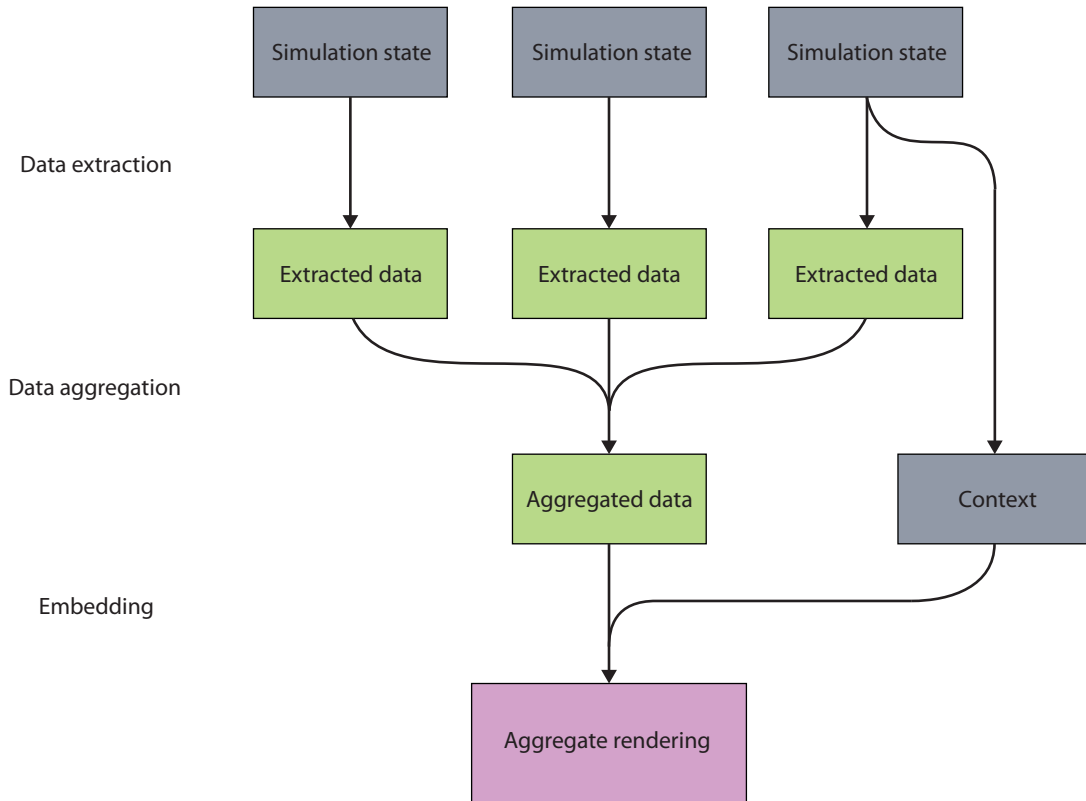 Simulation state
Simulation state
Simulation state
Data extraction
Extracted data
Extracted data
Extracted data
Data aggregation
Aggregated data
Context
Embedding
Aggregate rendering